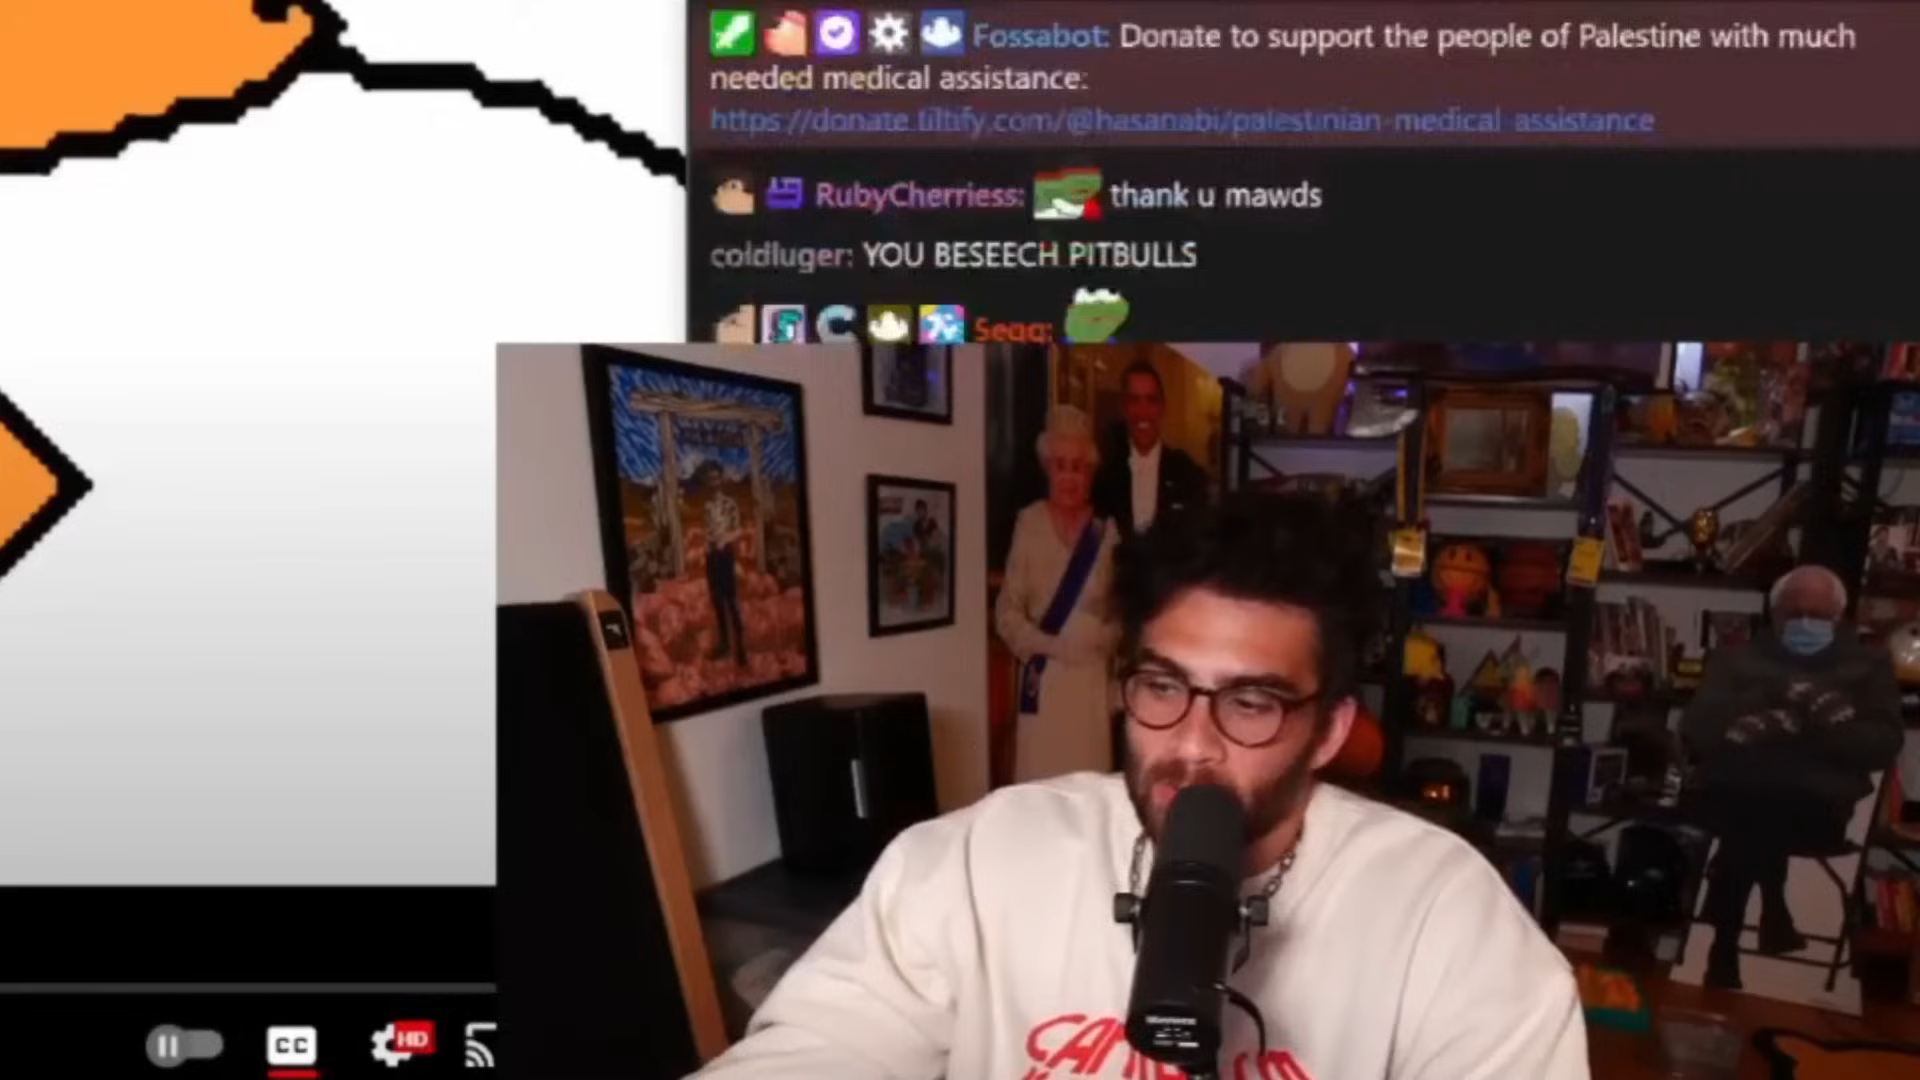 Fossabot: Donate to support the people of Palestine with much
needed medical assistance:
https://donate.tiltify.com/@hasanabi/palestinian-medical-assistance
RubyCherriess: thank u mawds
coldluger: YOU BESEECH PITBULLS
Seqq:
CC
HD